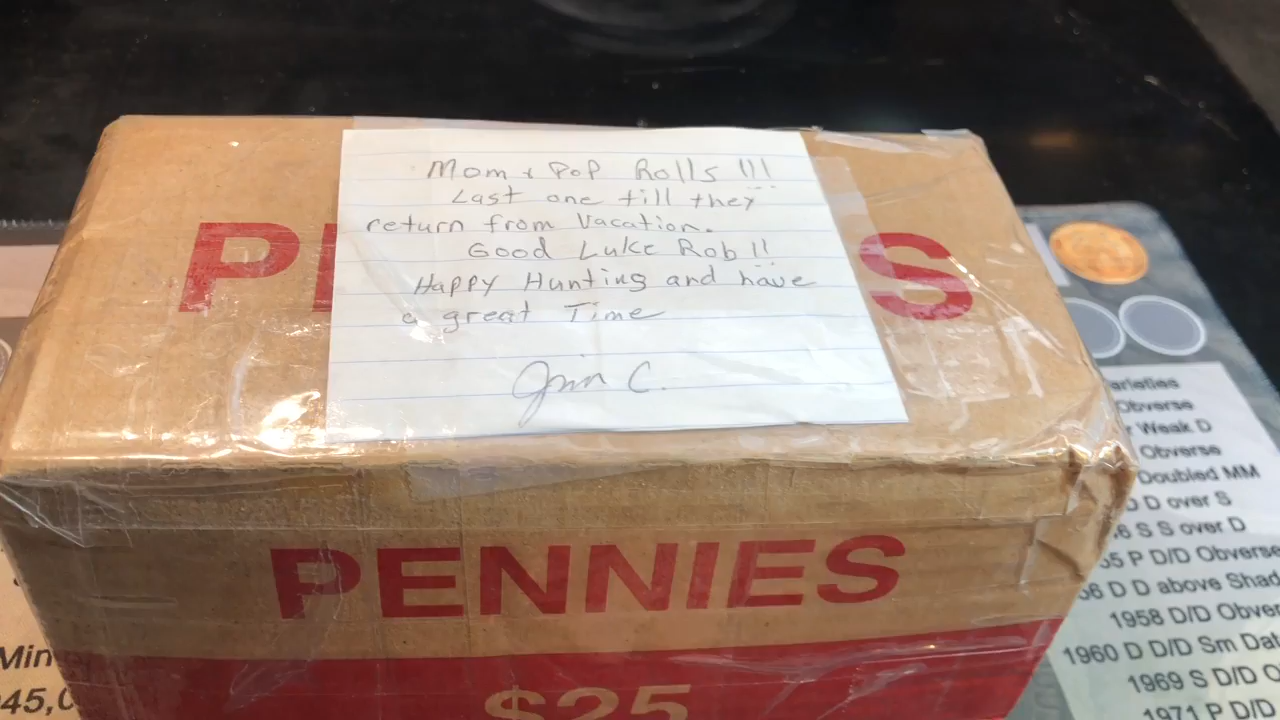 Mom & PoP Rolls !!!
Last one till they
return from Vacation.
Good Luke Rob !!
Happy Hunting and have
a great Time
Jim C.
P S
PENNIES
$25
Min
45,0
Obverse
Weak D
Obverse
Doubled MM
D over S
S S over D
P D/D Obverse
D D above Shad
1958 D/D Obver
1960 D D/D Sm Dat
1969 S D/D O
1971 P D/D